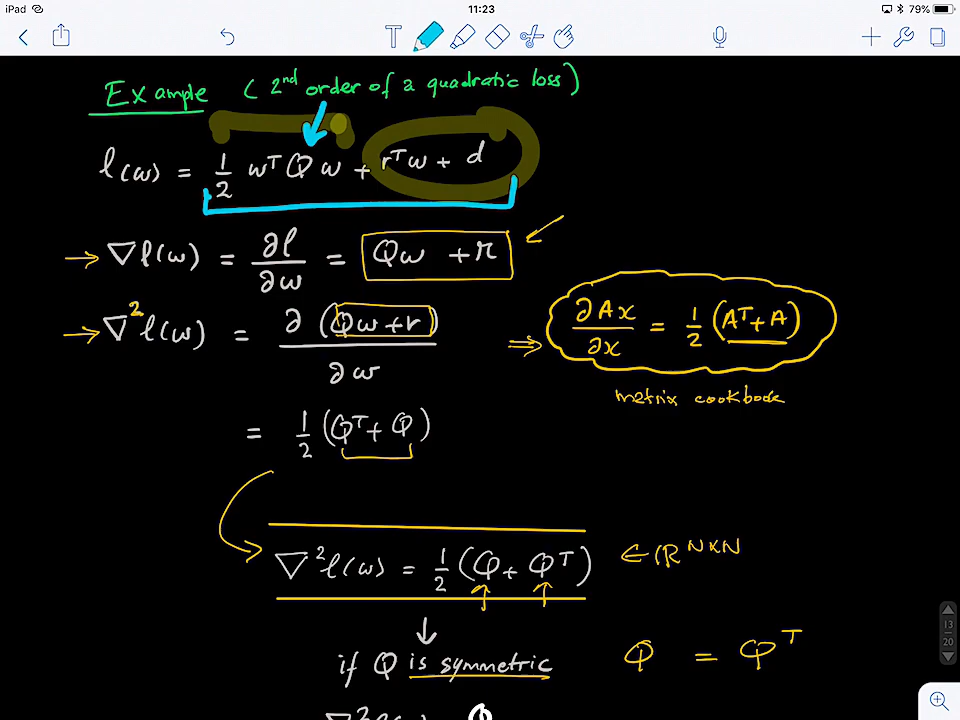 iPad 11:23 79%
Example (2nd order of a quadratic loss)
l(w) = 1/2 wᵀQw + rᵀw + d
∇l(w) = ∂l/∂w = Qw + r
∇²l(w) = ∂(Qw+r)/∂w ⇒ ∂Ax/∂x = 1/2 (Aᵀ+A)
metrix cookbook
= 1/2 (Qᵀ+ Q)
∇²l(w) = 1/2 (Q + Qᵀ) ∈ ℝᴺˣᴺ
if Q is symmetric Q = Qᵀ
13
20